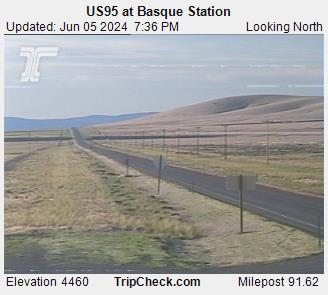 US95 at Basque Station
Updated: Jun 05 2024 7:36 PM Looking North
Elevation 4460 TripCheck.com Milepost 91.62